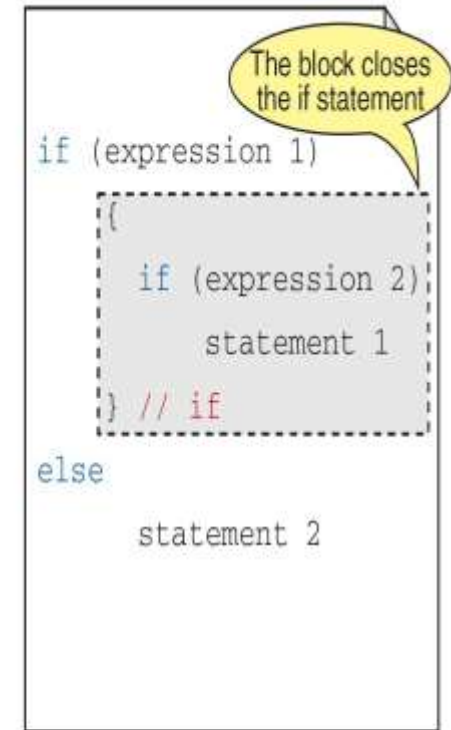 The block closes
the if statement
if (expression 1)
{
if (expression 2)
statement 1
} // if
else
statement 2